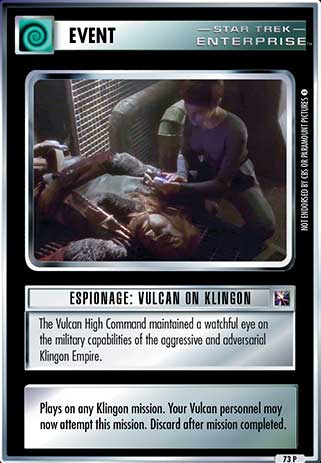 EVENT
STAR TREK
ENTERPRISE™
NOT ENDORSED BY CBS OR PARAMOUNT PICTURES
ESPIONAGE: VULCAN ON KLINGON
The Vulcan High Command maintained a watchful eye on
the military capabilities of the aggressive and adversarial
Klingon Empire.
Plays on any Klingon mission. Your Vulcan personnel may
now attempt this mission. Discard after mission completed.
73 P